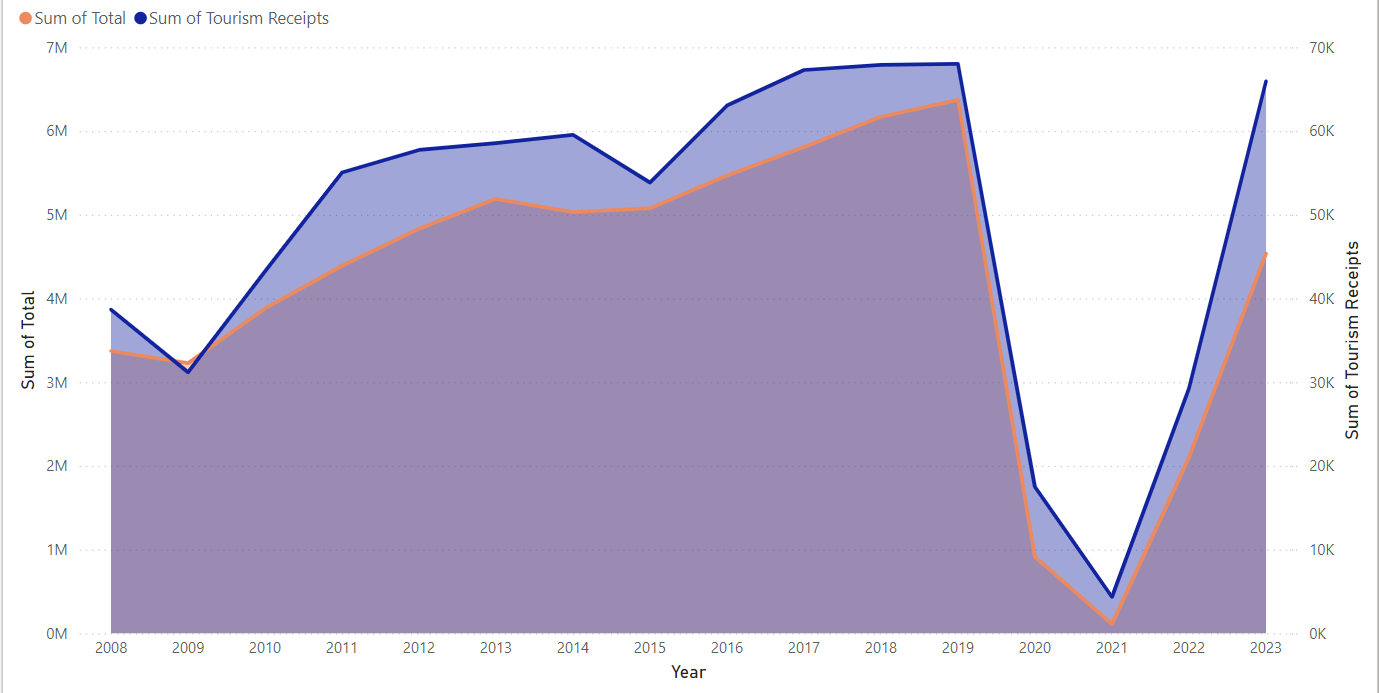 Sum of Total Sum of Tourism Receipts
7M 70K
6M 60K
5M 50K
4M 40K
3M 30K
2M 20K
1M 10K
0M 0K
Sum of Total
Sum of Tourism Receipts
2008 2009 2010 2011 2012 2013 2014 2015 2016 2017 2018 2019 2020 2021 2022 2023
Year